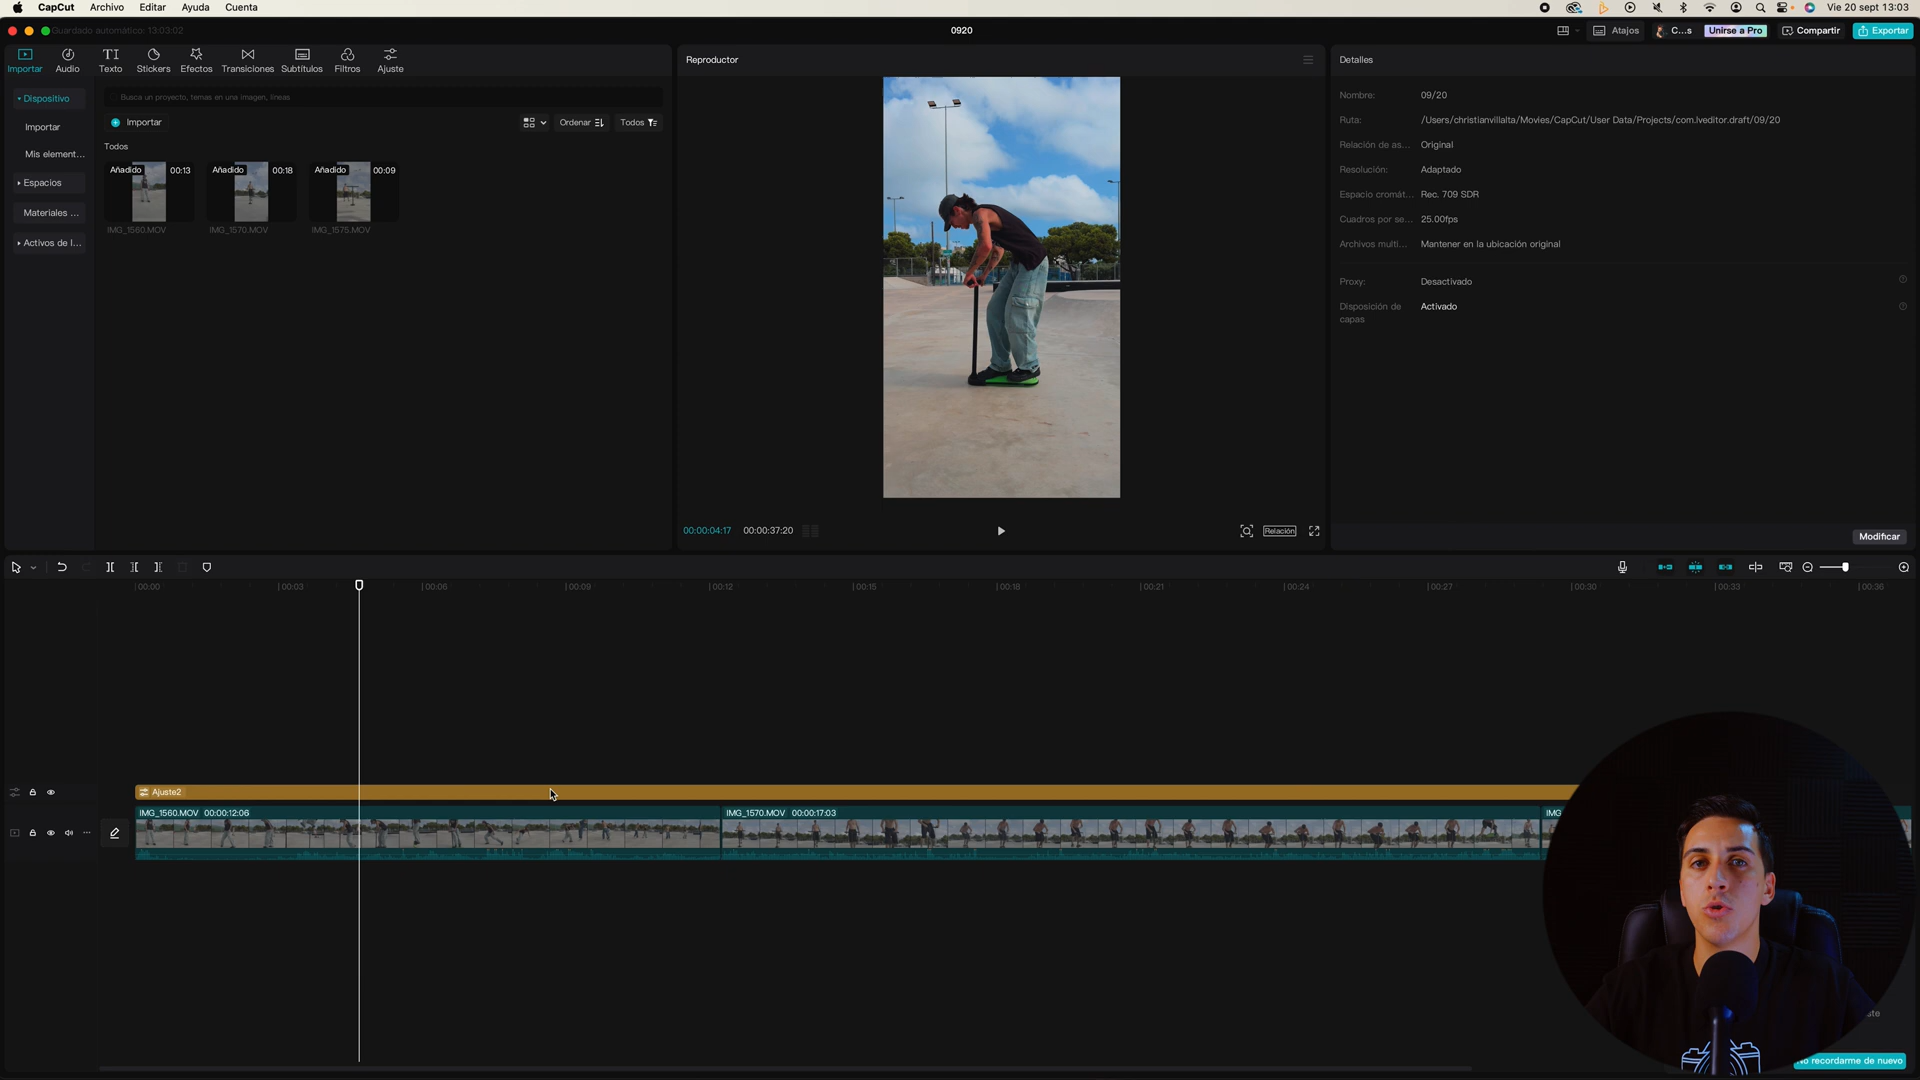 CapCut Archivo Editar Ayuda Cuenta
Vie 20 sept 13:03
Guardado automático: 13:03:02
0920
Atajos
C...s
Unirse a Pro
Compartir
Exportar
Importar
Audio
Texto
Stickers
Efectos
Transiciones
Subtítulos
Filtros
Ajuste
Dispositivo
Importar
Mis element...
Espacios
Materiales ...
Activos de l...
Busca un proyecto, temas en una imagen, líneas
Importar
Ordenar
Todos
Todos
Añadido 00:13
Añadido 00:18
Añadido 00:09
IMG_1560.MOV
IMG_1570.MOV
IMG_1575.MOV
Reproductor
00:00:04:17 00:00:37:20
Relación
Detalles
Nombre: 09/20
Ruta: /Users/christianvillalta/Movies/CapCut/User Data/Projects/com.lveditor.draft/09/20
Relación de as... Original
Resolución: Adaptado
Espacio cromát... Rec. 709 SDR
Cuadros por se... 25.00fps
Archivos multi... Mantener en la ubicación original
Proxy: Desactivado
Disposición de capas Activado
Modificar
00:00 00:03 00:06 00:09 00:12 00:15 00:18 00:21 00:24 00:27 00:30 00:33 00:36
Ajuste2
IMG_1560.MOV 00:00:12:06
IMG_1570.MOV 00:00:17:03
IMG
No recordarme de nuevo